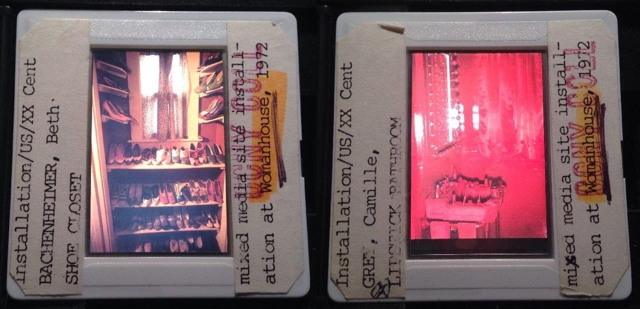 Installation/US/XX Cent
BACHENHEIMER, Beth.
SHOE CLOSET
mixed media site install-
ation at Womanhouse, 1972
Installation/US/XX Cent
GREY, Camille,
LIPSTICK BATHROOM
mixed media site install-
ation at Womanhouse, 1972